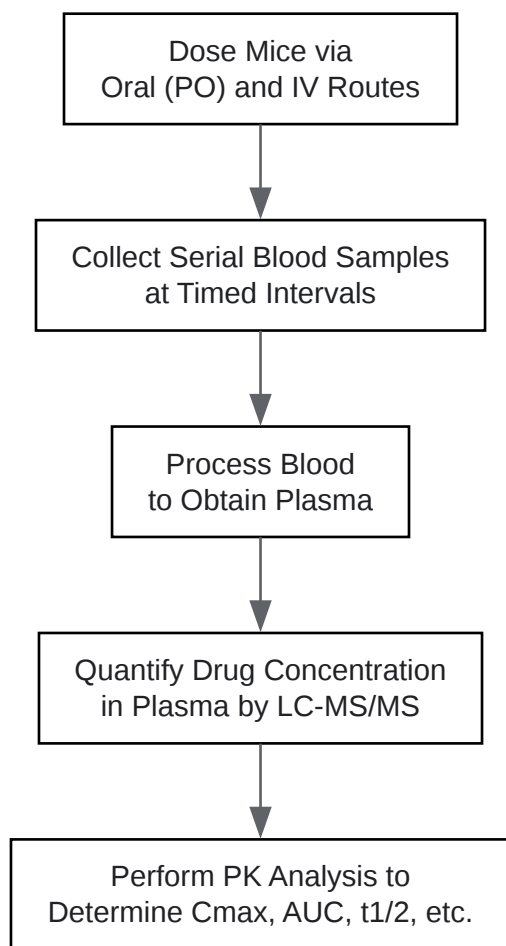 Dose Mice via
Oral (PO) and IV Routes
Collect Serial Blood Samples
at Timed Intervals
Process Blood
to Obtain Plasma
Quantify Drug Concentration
in Plasma by LC-MS/MS
Perform PK Analysis to
Determine Cmax, AUC, t1/2, etc.